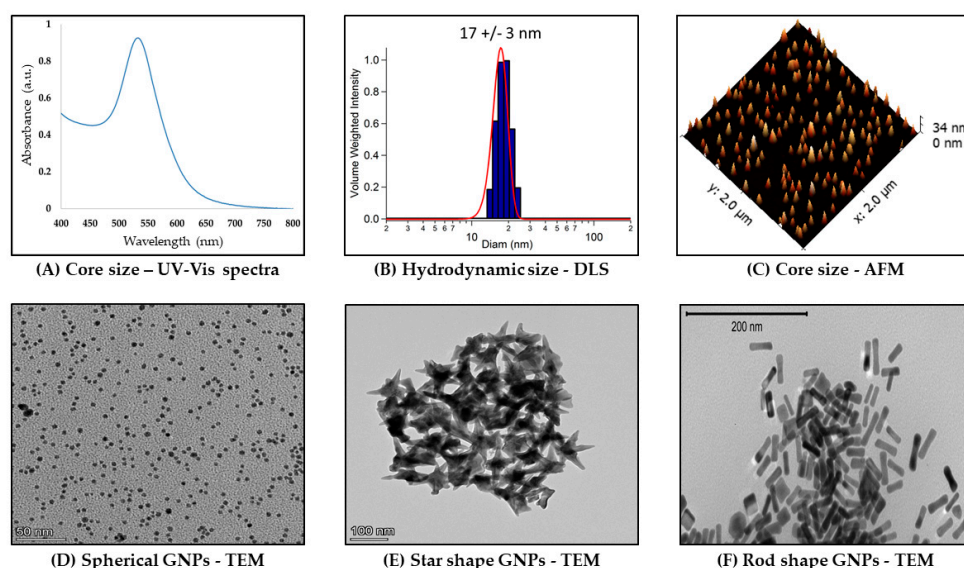 1
0.8
0.6
0.4
0.2
0
Absorbance (a.u.)
400 450 500 550 600 650 700 750 800
Wavelength (nm)
(A) Core size – UV-Vis spectra
17 +/- 3 nm
1.0
0.8
0.6
0.4
0.2
0.0
Volume Weighted Intensity
2 3 4 5 6 7 10 2 3 4 5 6 7 100 2
Diam (nm)
(B) Hydrodynamic size - DLS
34 nm
0 nm
y: 2.0 µm
x: 2.0 µm
(C) Core size - AFM
50 nm
(D) Spherical GNPs - TEM
100 nm
(E) Star shape GNPs - TEM
200 nm
(F) Rod shape GNPs - TEM